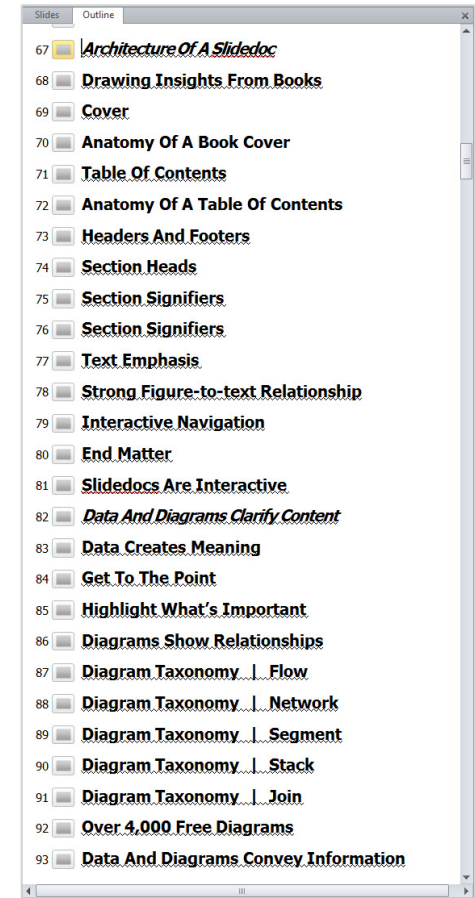 Slides Outline
67 Architecture Of A Slidedoc
68 Drawing Insights From Books
69 Cover
70 Anatomy Of A Book Cover
71 Table Of Contents
72 Anatomy Of A Table Of Contents
73 Headers And Footers
74 Section Heads
75 Section Signifiers
76 Section Signifiers
77 Text Emphasis
78 Strong Figure-to-text Relationship
79 Interactive Navigation
80 End Matter
81 Slidedocs Are Interactive
82 Data And Diagrams Clarify Content
83 Data Creates Meaning
84 Get To The Point
85 Highlight What’s Important
86 Diagrams Show Relationships
87 Diagram Taxonomy | Flow
88 Diagram Taxonomy | Network
89 Diagram Taxonomy | Segment
90 Diagram Taxonomy | Stack
91 Diagram Taxonomy | Join
92 Over 4,000 Free Diagrams
93 Data And Diagrams Convey Information